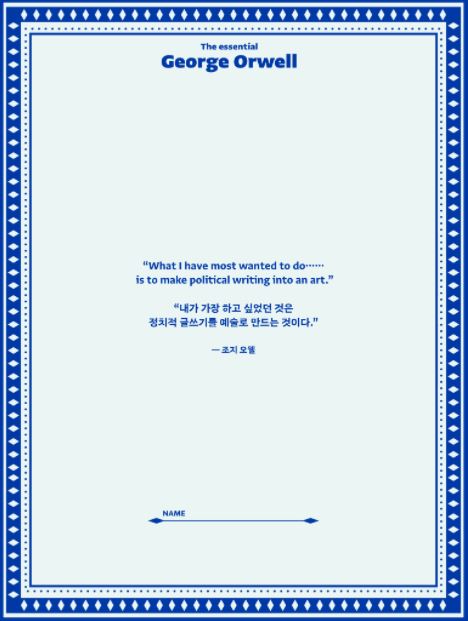 The essential
George Orwell
“What I have most wanted to do……
is to make political writing into an art.”
“내가 가장 하고 싶었던 것은
정치적 글쓰기를 예술로 만드는 것이다.”
— 조지 오웰
NAME